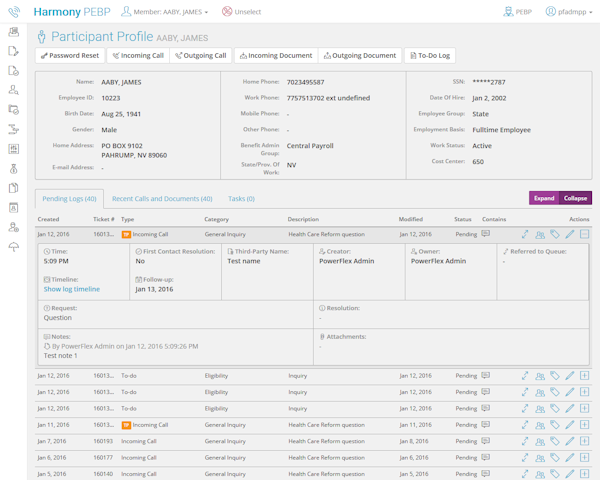 Harmony PEBP Member: AABY, JAMES Unselect PEBP pfadmpp
Participant Profile AABY, JAMES
Password Reset Incoming Call Outgoing Call Incoming Document Outgoing Document To-Do Log
Name: AABY, JAMES Home Phone: 7023495587 SSN: *****2787
Employee ID: 10223 Work Phone: 7757513702 ext undefined Date Of Hire: Jan 2, 2002
Birth Date: Aug 25, 1941 Mobile Phone: - Employee Group: State
Gender: Male Other Phone: - Employment Basis: Fulltime Employee
Home Address: PO BOX 9102 Benefit Admin Central Payroll Work Status: Active
PAHRUMP, NV 89060 Group:
E-mail Address: - State/Prov. Of NV Cost Center: 650
Work:
Pending Logs (40) Recent Calls and Documents (40) Tasks (0) Expand Collapse
Created Ticket # Type Category Description Modified Status Contains Actions
Jan 12, 2016 16013... TP Incoming Call General Inquiry Health Care Reform question Jan 12, 2016 Pending
Time: First Contact Resolution: Third-Party Name: Creator: Owner: Referred to Queue:
5:09 PM No Test name PowerFlex Admin PowerFlex Admin -
Timeline: Follow-up:
Show log timeline Jan 13, 2016
Request: Resolution:
Question -
Notes: Attachments:
By PowerFlex Admin on Jan 12, 2016 5:09:26 PM -
Test note 1
Jan 12, 2016 16013... To-do Eligibility Inquiry Jan 12, 2016 Pending
Jan 12, 2016 16013... To-do Eligibility Inquiry Jan 12, 2016 Pending
Jan 12, 2016 16013... To-do Eligibility Inquiry Jan 12, 2016 Pending
Jan 11, 2016 16013... TP Incoming Call General Inquiry Health Care Reform question Jan 11, 2016 Pending
Jan 7, 2016 160193 Incoming Call General Inquiry Health Care Reform question Jan 8, 2016 Pending
Jan 6, 2016 160177 Incoming Call General Inquiry Health Care Reform question Jan 6, 2016 Pending
Jan 5, 2016 160140 Incoming Call General Inquiry Health Care Reform question Jan 5, 2016 Pending